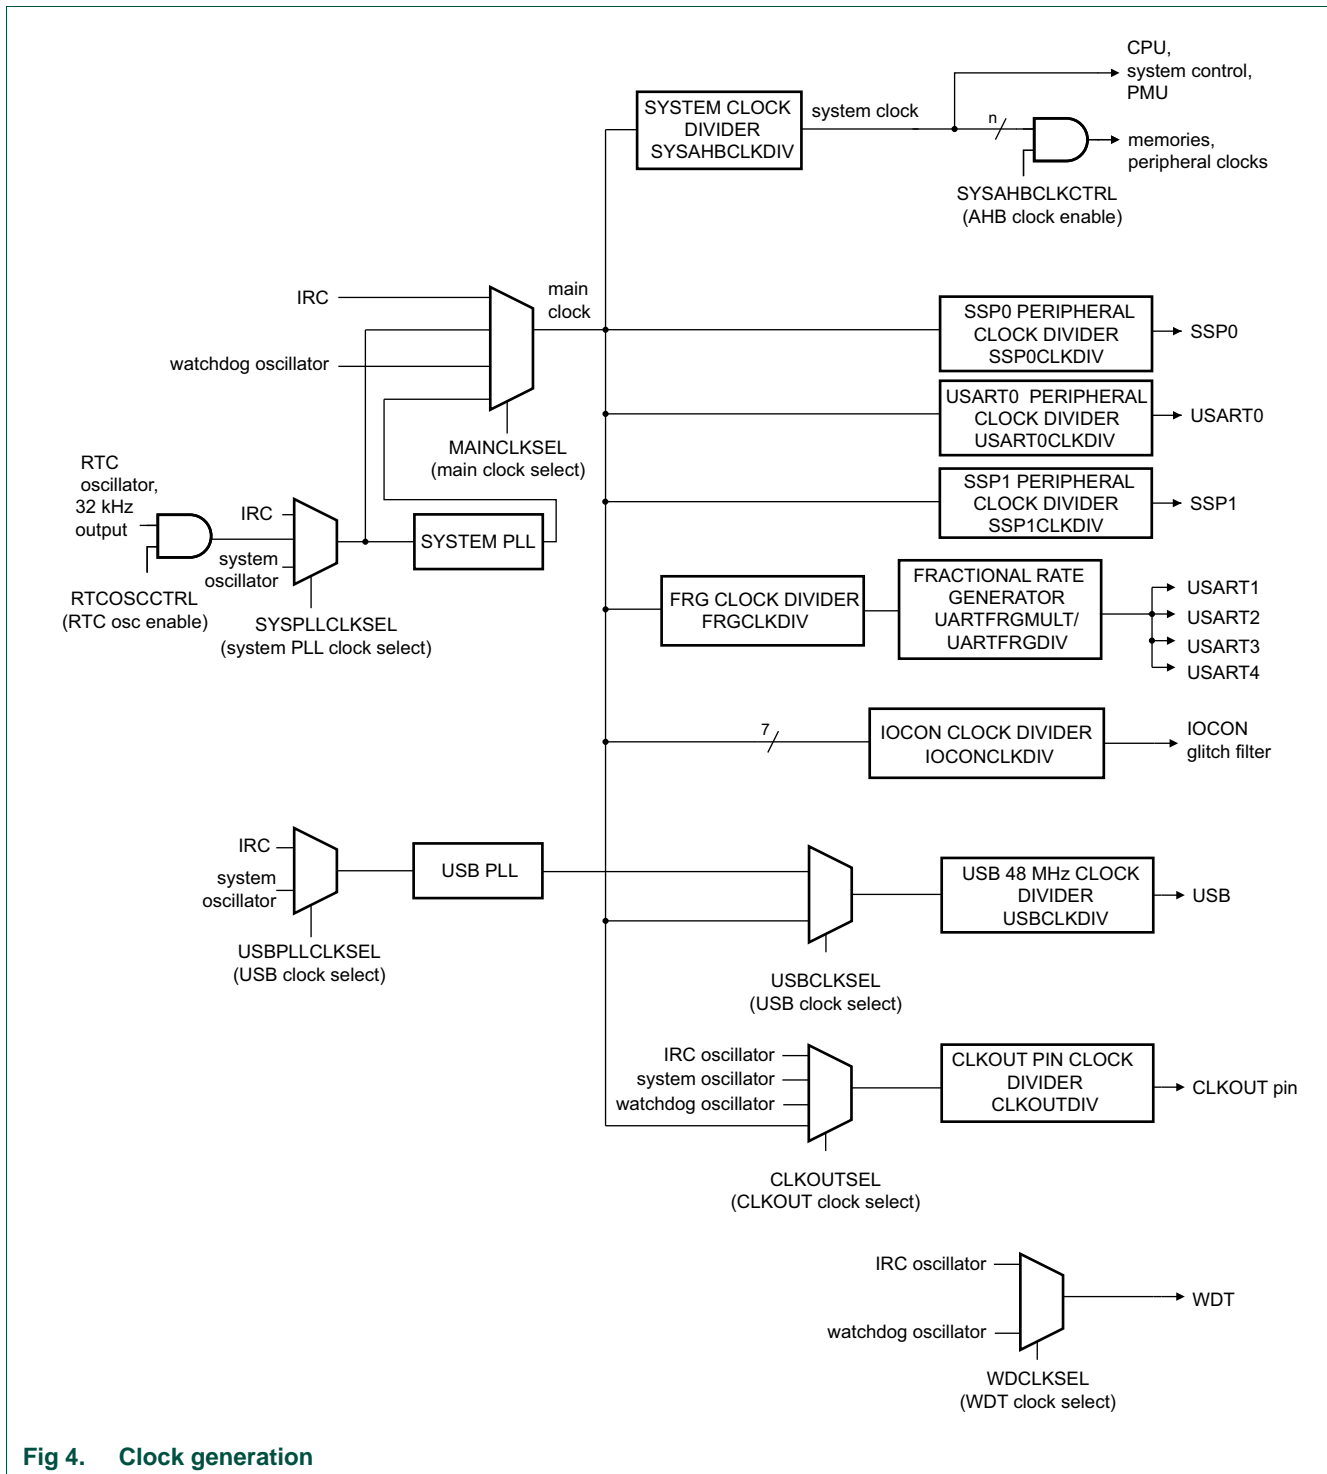 CPU,
system control,
PMU
SYSTEM CLOCK
DIVIDER
SYSAHBCLKDIV
system clock
n
memories,
peripheral clocks
SYSAHBCLKCTRL
(AHB clock enable)
IRC
main
clock
watchdog oscillator
MAINCLKSEL
(main clock select)
SSP0 PERIPHERAL
CLOCK DIVIDER
SSP0CLKDIV
SSP0
USART0 PERIPHERAL
CLOCK DIVIDER
USART0CLKDIV
USART0
RTC
oscillator,
32 kHz
output
IRC
system
oscillator
SYSTEM PLL
RTCOSCCTRL
(RTC osc enable)
SYSPLLCLKSEL
(system PLL clock select)
SSP1 PERIPHERAL
CLOCK DIVIDER
SSP1CLKDIV
SSP1
FRG CLOCK DIVIDER
FRGCLKDIV
FRACTIONAL RATE
GENERATOR
UARTFRGMULT/
UARTFRGDIV
USART1
USART2
USART3
USART4
7
IOCON CLOCK DIVIDER
IOCONCLKDIV
IOCON
glitch filter
IRC
system
oscillator
USB PLL
USBPLLCLKSEL
(USB clock select)
USB 48 MHz CLOCK
DIVIDER
USBCLKDIV
USB
USBCLKSEL
(USB clock select)
IRC oscillator
system oscillator
watchdog oscillator
CLKOUT PIN CLOCK
DIVIDER
CLKOUTDIV
CLKOUT pin
CLKOUTSEL
(CLKOUT clock select)
IRC oscillator
watchdog oscillator
WDT
WDCLKSEL
(WDT clock select)
Fig 4. Clock generation